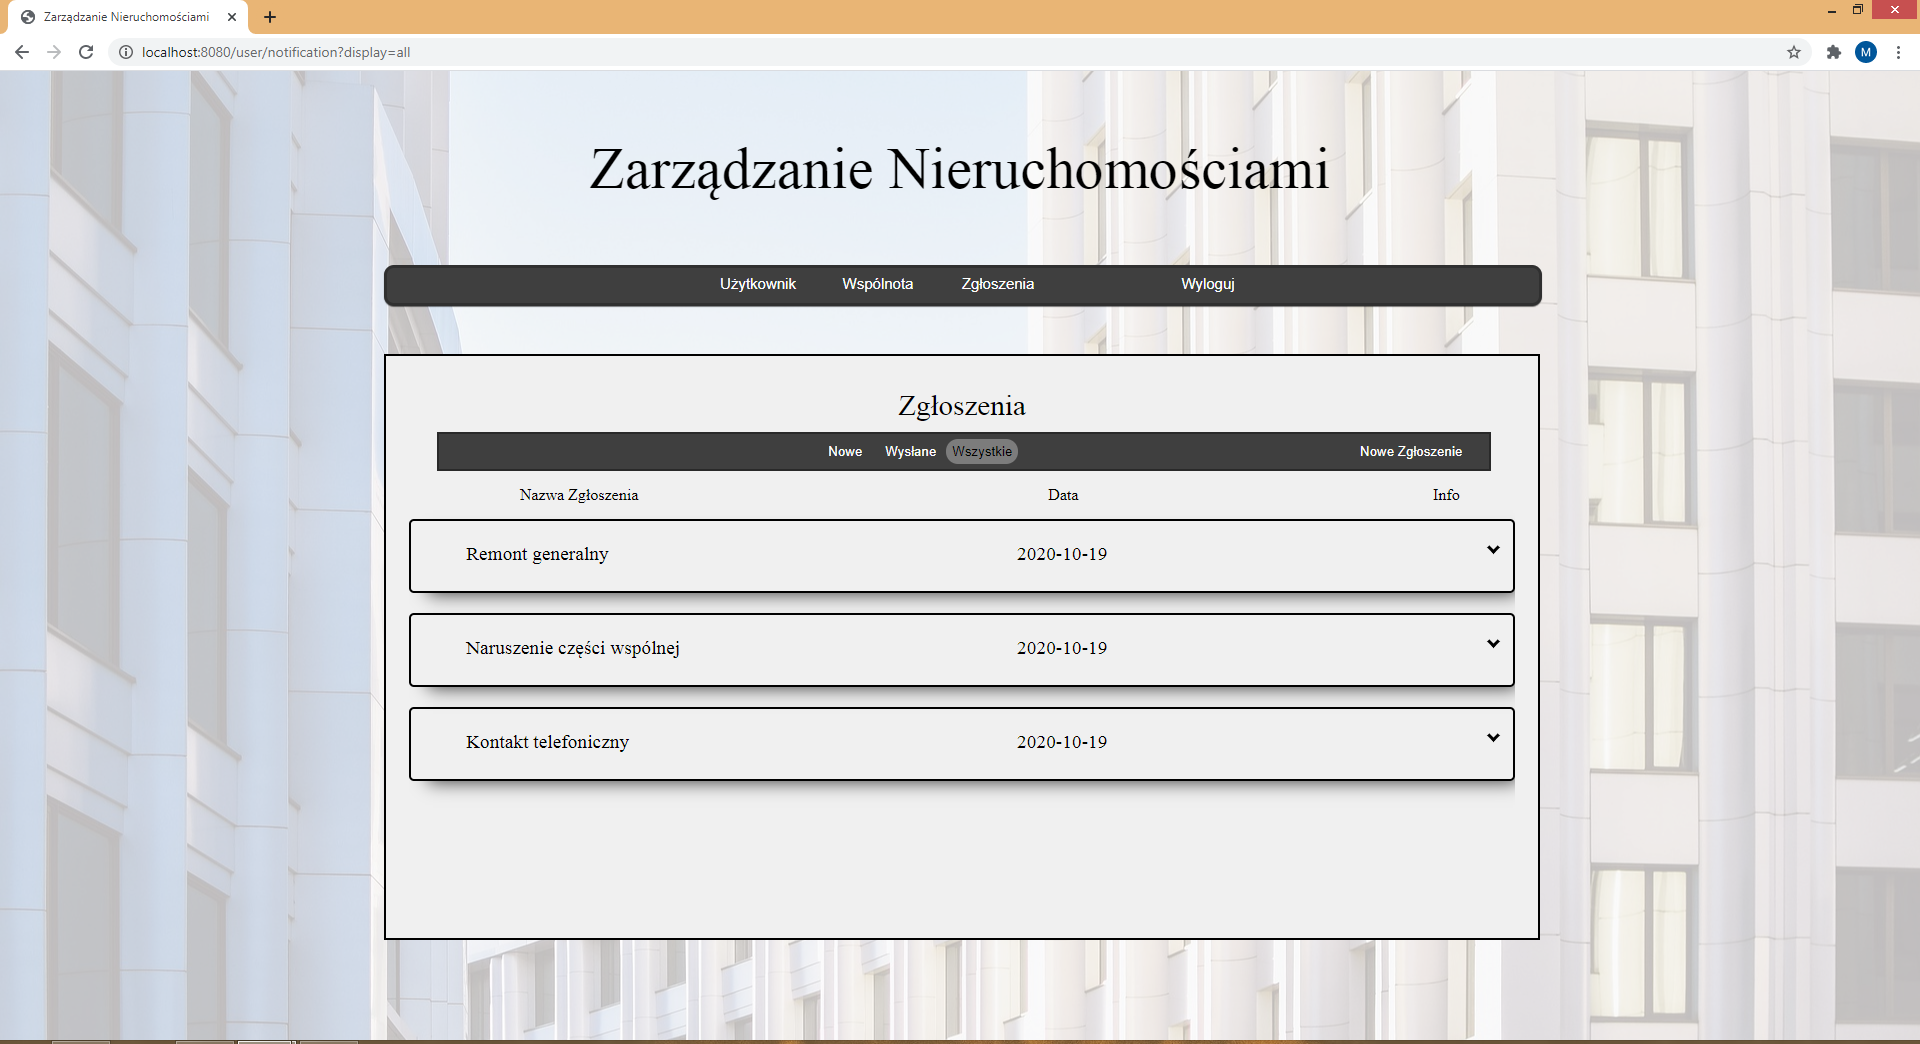 Zarządzanie Nieruchomościami
localhost:8080/user/notification?display=all
M
Zarządzanie Nieruchomościami
Użytkownik Wspólnota Zgłoszenia Wyloguj
Zgłoszenia
Nowe Wysłane Wszystkie Nowe Zgłoszenie
Nazwa Zgłoszenia Data Info
Remont generalny 2020-10-19
Naruszenie części wspólnej 2020-10-19
Kontakt telefoniczny 2020-10-19